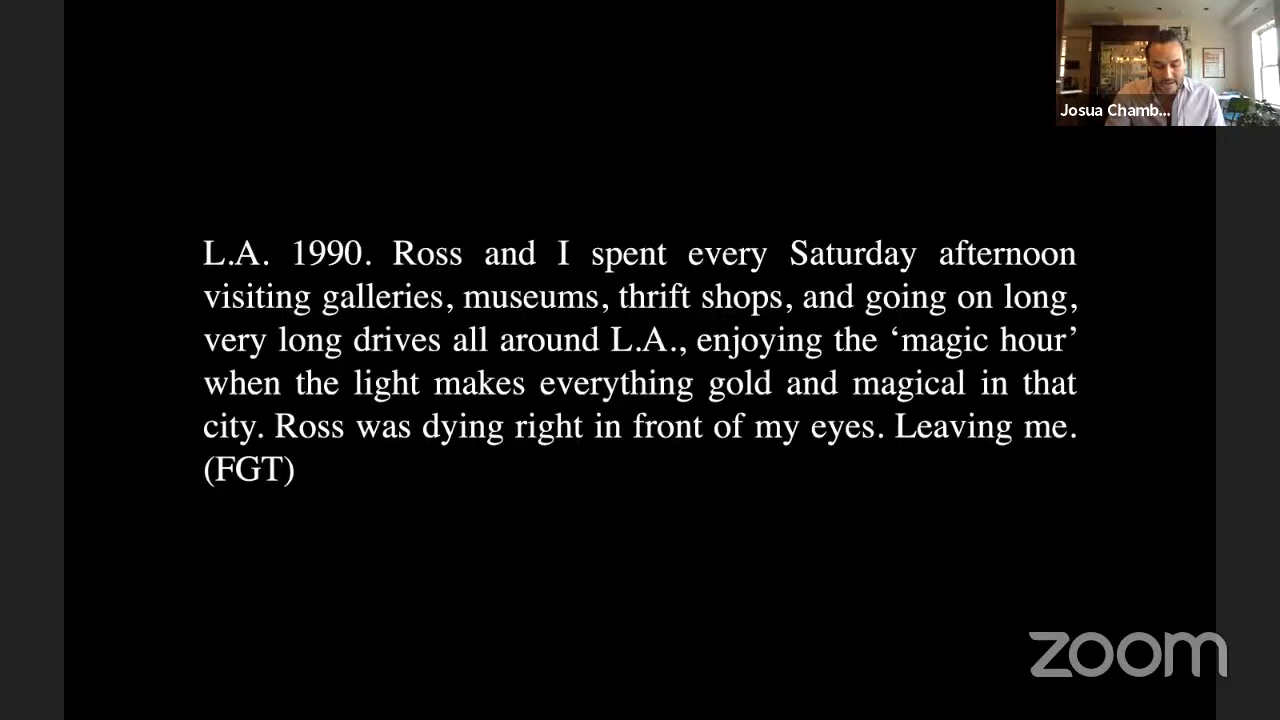 Josua Chamb...
L.A. 1990. Ross and I spent every Saturday afternoon
visiting galleries, museums, thrift shops, and going on long,
very long drives all around L.A., enjoying the ‘magic hour’
when the light makes everything gold and magical in that
city. Ross was dying right in front of my eyes. Leaving me.
(FGT)
zoom